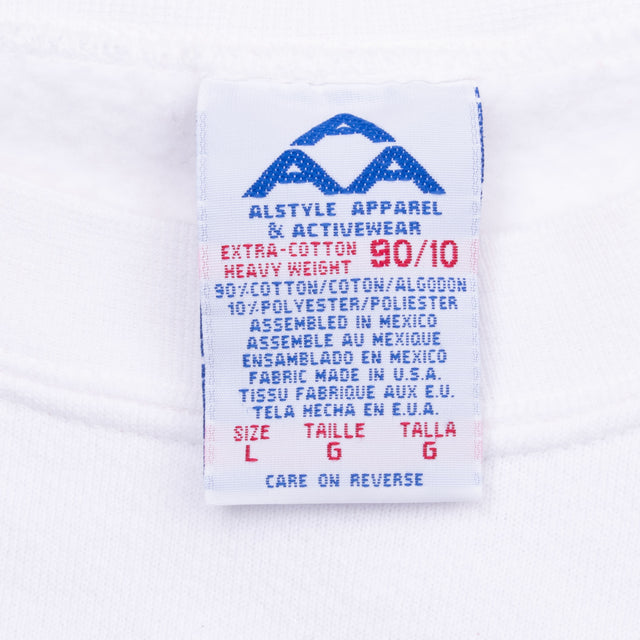 AAA
ALSTYLE APPAREL
& ACTIVEWEAR
EXTRA-COTTON 90/10
HEAVY WEIGHT
90%COTTON/COTON/ALGODON
10%POLYESTER/POLIESTER
ASSEMBLED IN MEXICO
ASSEMBLE AU MEXIQUE
ENSAMBLADO EN MEXICO
FABRIC MADE IN U.S.A.
TISSU FABRIQUE AUX E.U.
TELA HECHA EN E.U.A.
SIZE TAILLE TALLA
L G G
CARE ON REVERSE